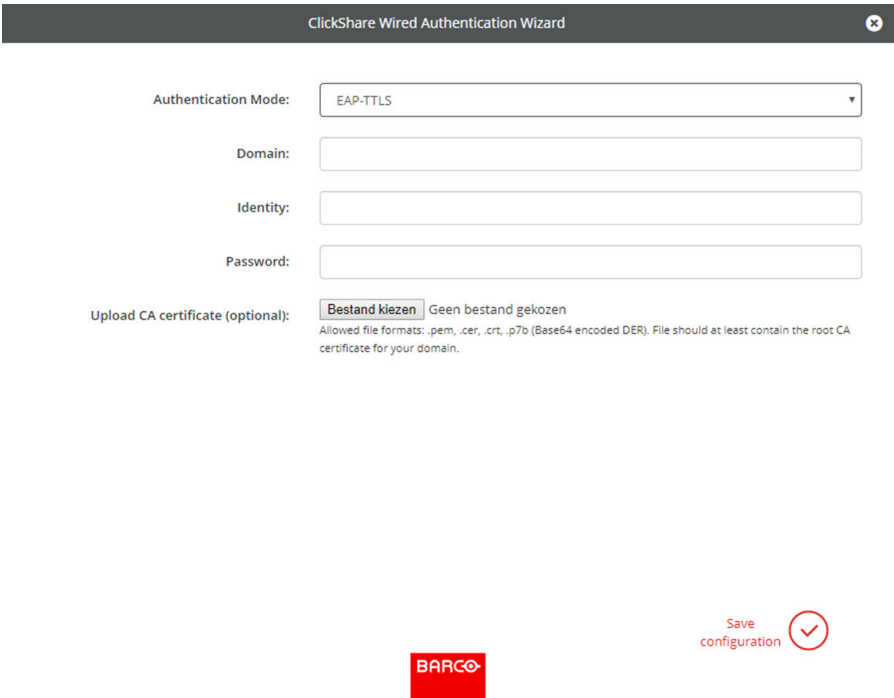 ClickShare Wired Authentication Wizard
Authentication Mode: EAP-TTLS
Domain:
Identity:
Password:
Upload CA certificate (optional): Bestand kiezen Geen bestand gekozen
Allowed file formats: .pem, .cer, .crt, .p7b (Base64 encoded DER). File should at least contain the root CA
certificate for your domain.
Save
configuration
BARCO